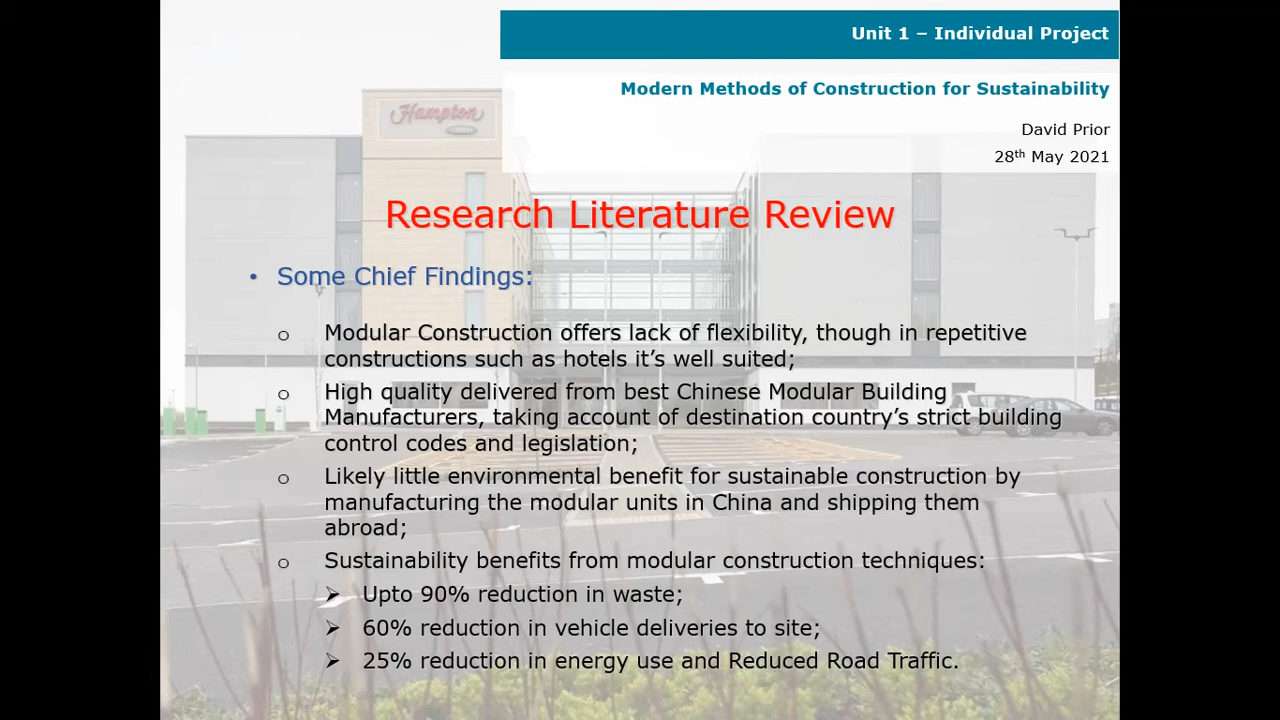 Unit 1 – Individual Project
Modern Methods of Construction for Sustainability
David Prior
28th May 2021
Hampton
Research Literature Review
• Some Chief Findings:
o Modular Construction offers lack of flexibility, though in repetitive
constructions such as hotels it’s well suited;
o High quality delivered from best Chinese Modular Building
Manufacturers, taking account of destination country’s strict building
control codes and legislation;
o Likely little environmental benefit for sustainable construction by
manufacturing the modular units in China and shipping them
abroad;
o Sustainability benefits from modular construction techniques:
➢ Upto 90% reduction in waste;
➢ 60% reduction in vehicle deliveries to site;
➢ 25% reduction in energy use and Reduced Road Traffic.